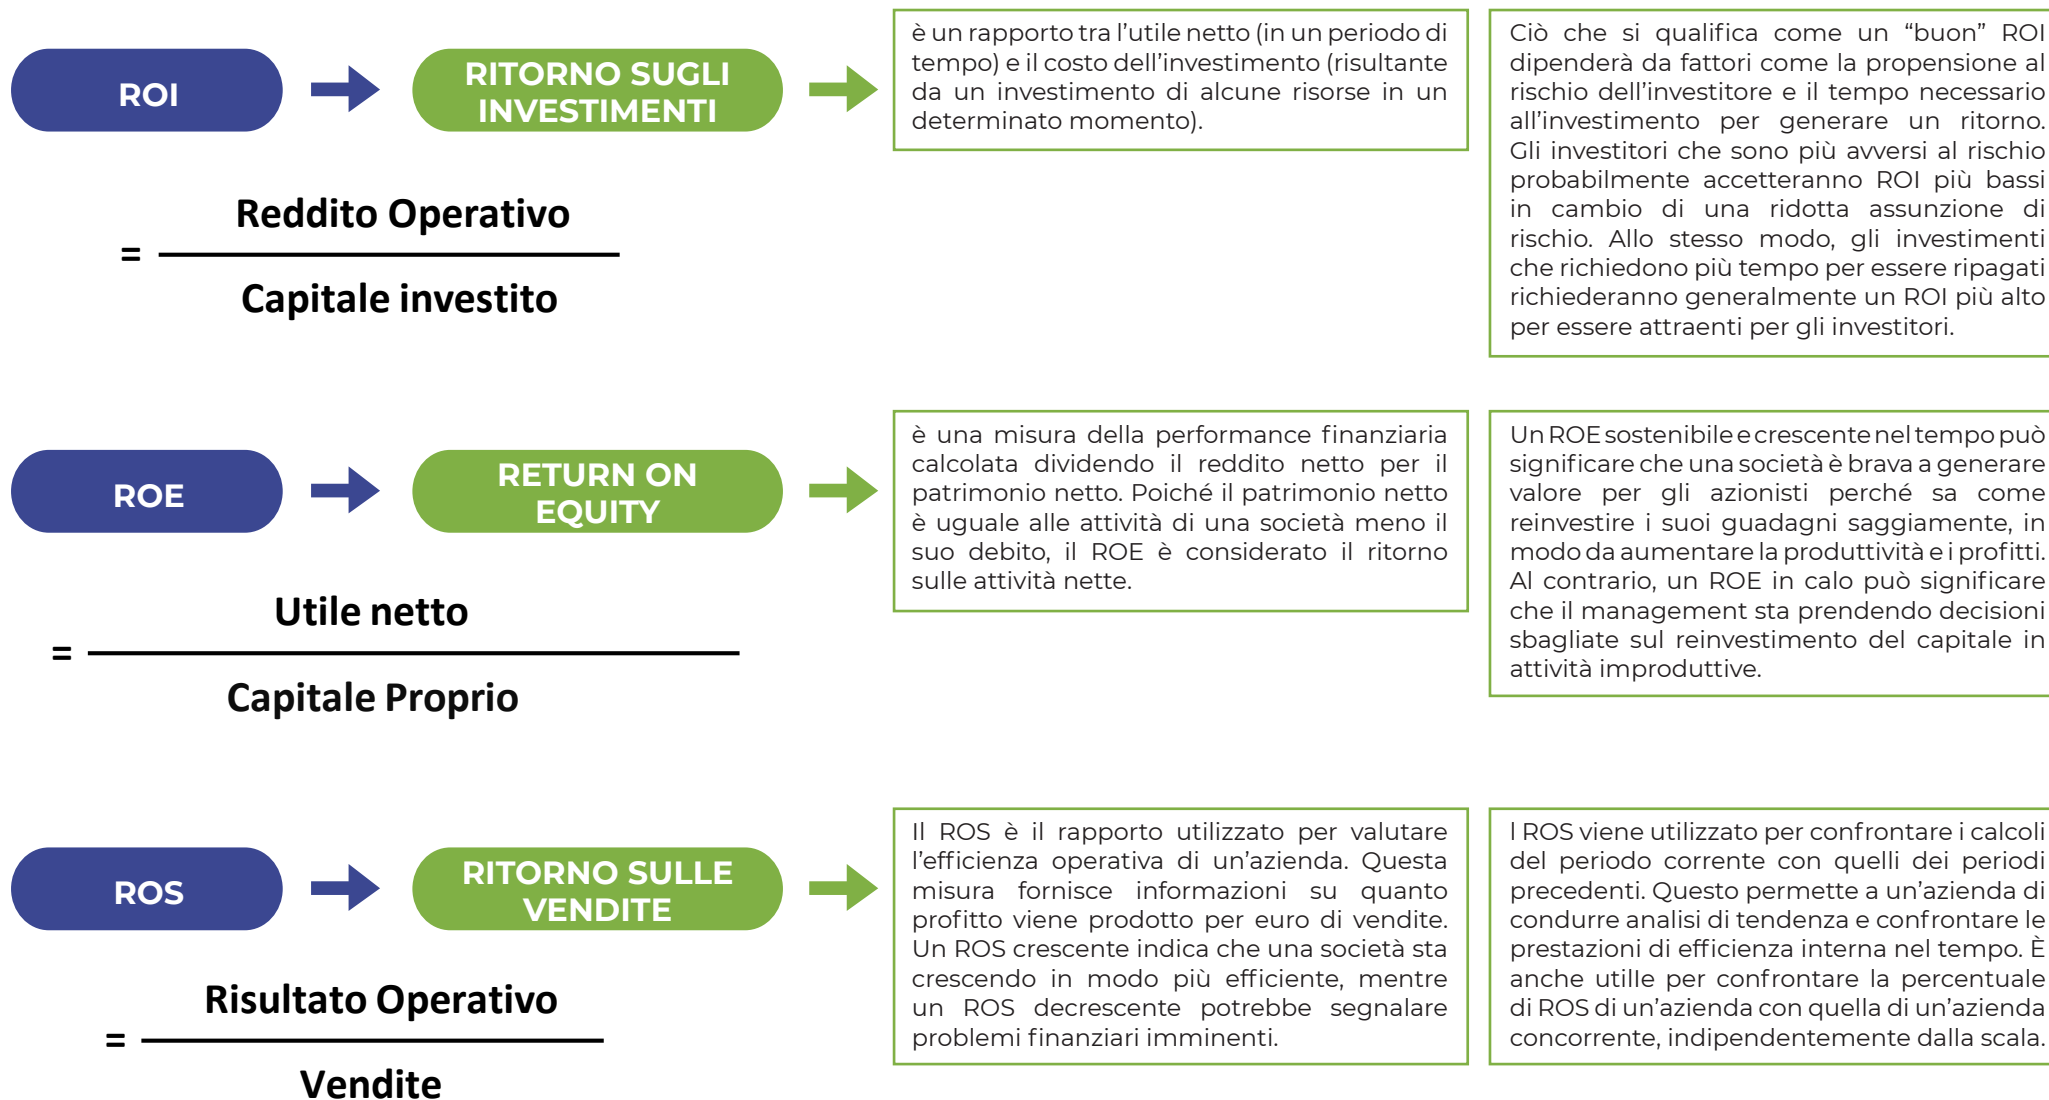 ROI
RITORNO SUGLI
INVESTIMENTI
è un rapporto tra l’utile netto (in un periodo di
tempo) e il costo dell’investimento (risultante
da un investimento di alcune risorse in un
determinato momento).
Ciò che si qualifica come un “buon” ROI
dipenderà da fattori come la propensione al
rischio dell’investitore e il tempo necessario
all’investimento per generare un ritorno.
Gli investitori che sono più avversi al rischio
probabilmente accetteranno ROI più bassi
in cambio di una ridotta assunzione di
rischio. Allo stesso modo, gli investimenti
che richiedono più tempo per essere ripagati
richiederanno generalmente un ROI più alto
per essere attraenti per gli investitori.
Reddito Operativo
=
Capitale investito
ROE
RETURN ON
EQUITY
è una misura della performance finanziaria
calcolata dividendo il reddito netto per il
patrimonio netto. Poiché il patrimonio netto
è uguale alle attività di una società meno il
suo debito, il ROE è considerato il ritorno
sulle attività nette.
Un ROE sostenibile e crescente nel tempo può
significare che una società è brava a generare
valore per gli azionisti perché sa come
reinvestire i suoi guadagni saggiamente, in
modo da aumentare la produttività e i profitti.
Al contrario, un ROE in calo può significare
che il management sta prendendo decisioni
sbagliate sul reinvestimento del capitale in
attività improduttive.
Utile netto
=
Capitale Proprio
ROS
RITORNO SULLE
VENDITE
Il ROS è il rapporto utilizzato per valutare
l’efficienza operativa di un’azienda. Questa
misura fornisce informazioni su quanto
profitto viene prodotto per euro di vendite.
Un ROS crescente indica che una società sta
crescendo in modo più efficiente, mentre
un ROS decrescente potrebbe segnalare
problemi finanziari imminenti.
l ROS viene utilizzato per confrontare i calcoli
del periodo corrente con quelli dei periodi
precedenti. Questo permette a un’azienda di
condurre analisi di tendenza e confrontare le
prestazioni di efficienza interna nel tempo. È
anche utille per confrontare la percentuale
di ROS di un’azienda con quella di un’azienda
concorrente, indipendentemente dalla scala.
Risultato Operativo
=
Vendite